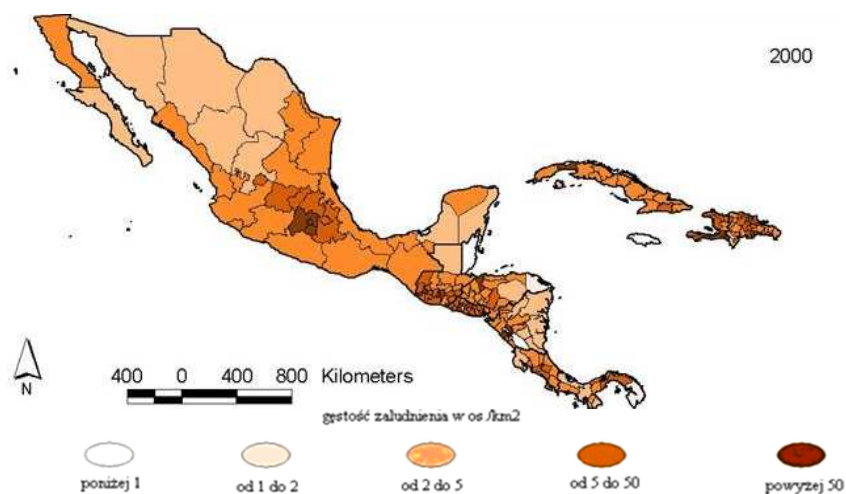 2000
N
400 0 400 800 Kilometers
gęstość zaludnienia w os./km2
poniżej 1
od 1 do 2
od 2 do 5
od 5 do 50
powyżej 50